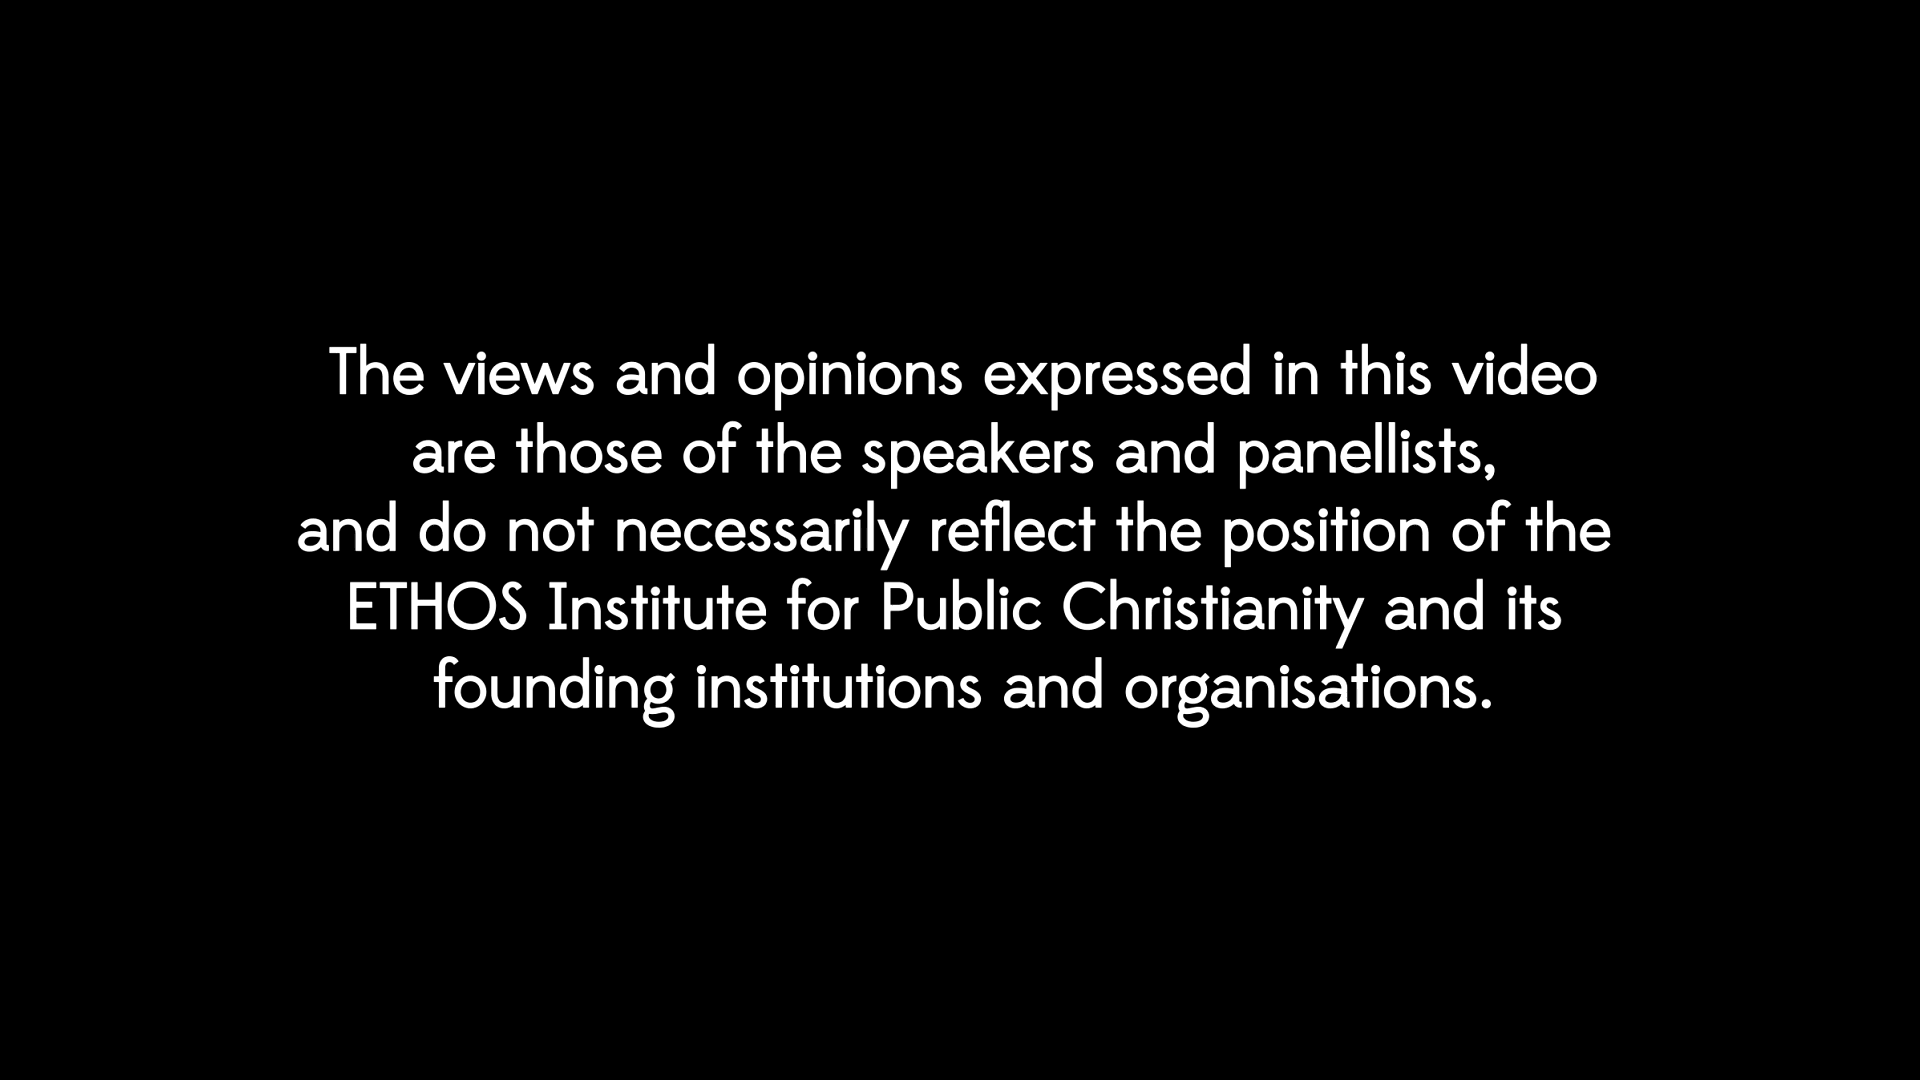 The views and opinions expressed in this video
are those of the speakers and panellists,
and do not necessarily reflect the position of the
ETHOS Institute for Public Christianity and its
founding institutions and organisations.